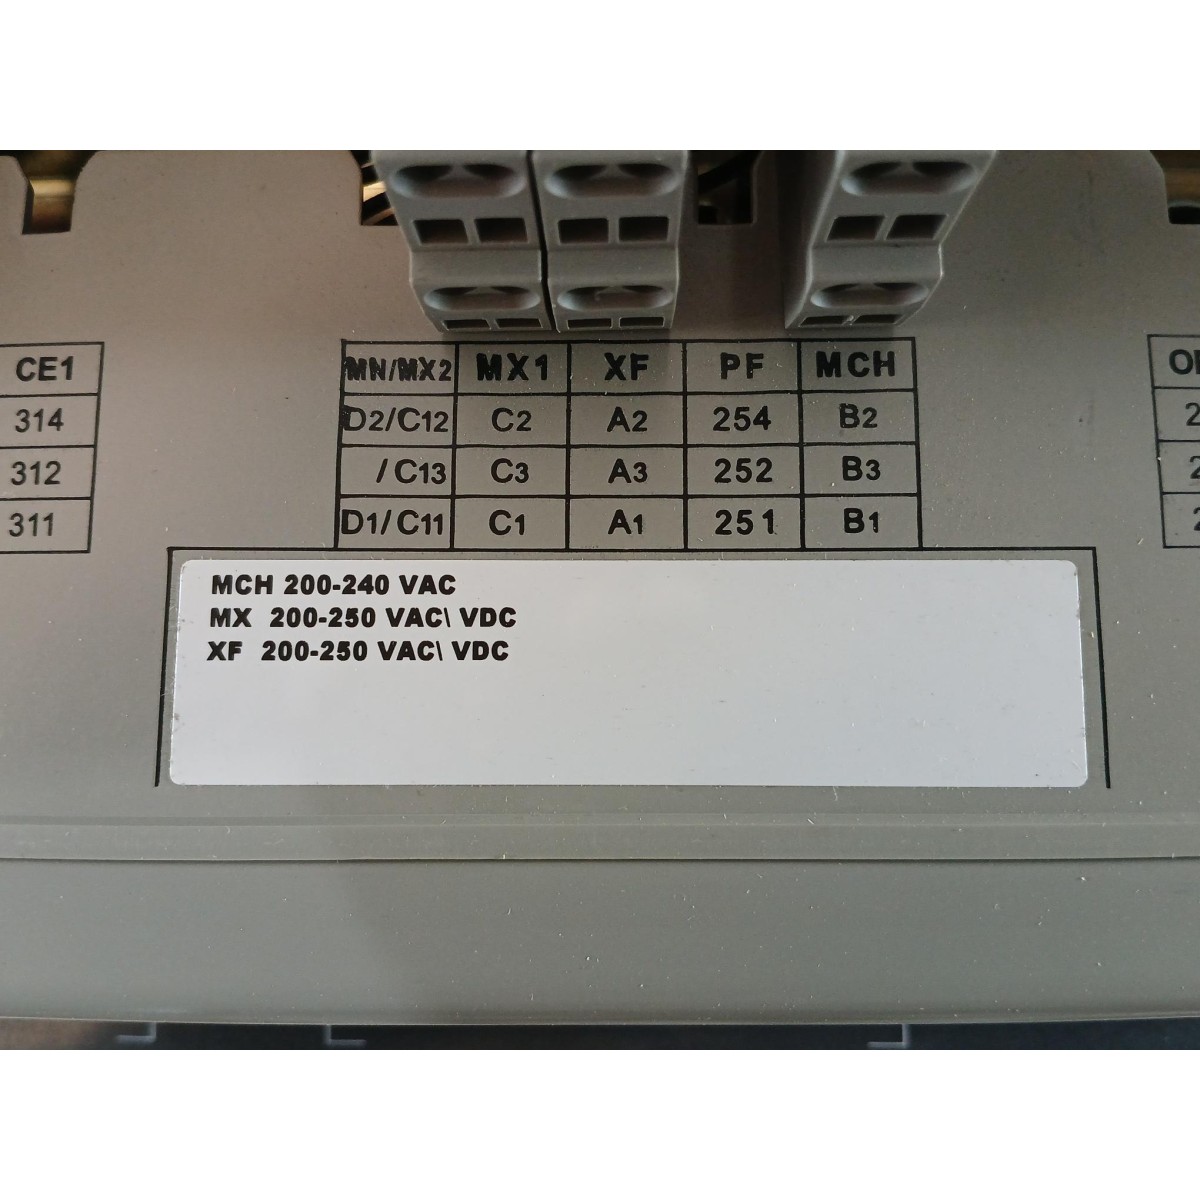 CE1 MN/MX2 MX1 XF PF MCH
314 D2/C12 C2 A2 254 B2
312 /C13 C3 A3 252 B3
311 D1/C11 C1 A1 251 B1
MCH 200-240 VAC
MX 200-250 VAC\ VDC
XF 200-250 VAC\ VDC